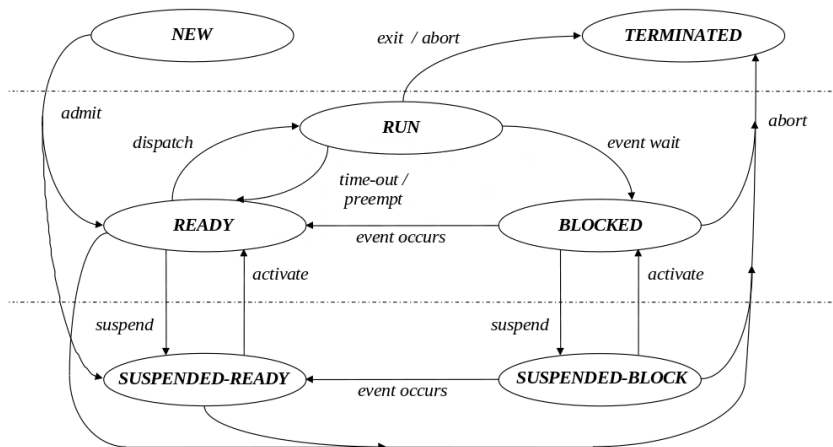 NEW
exit / abort
TERMINATED
admit
RUN
abort
dispatch
event wait
time-out /
preempt
READY
BLOCKED
event occurs
activate
activate
suspend
suspend
SUSPENDED-READY
SUSPENDED-BLOCK
event occurs